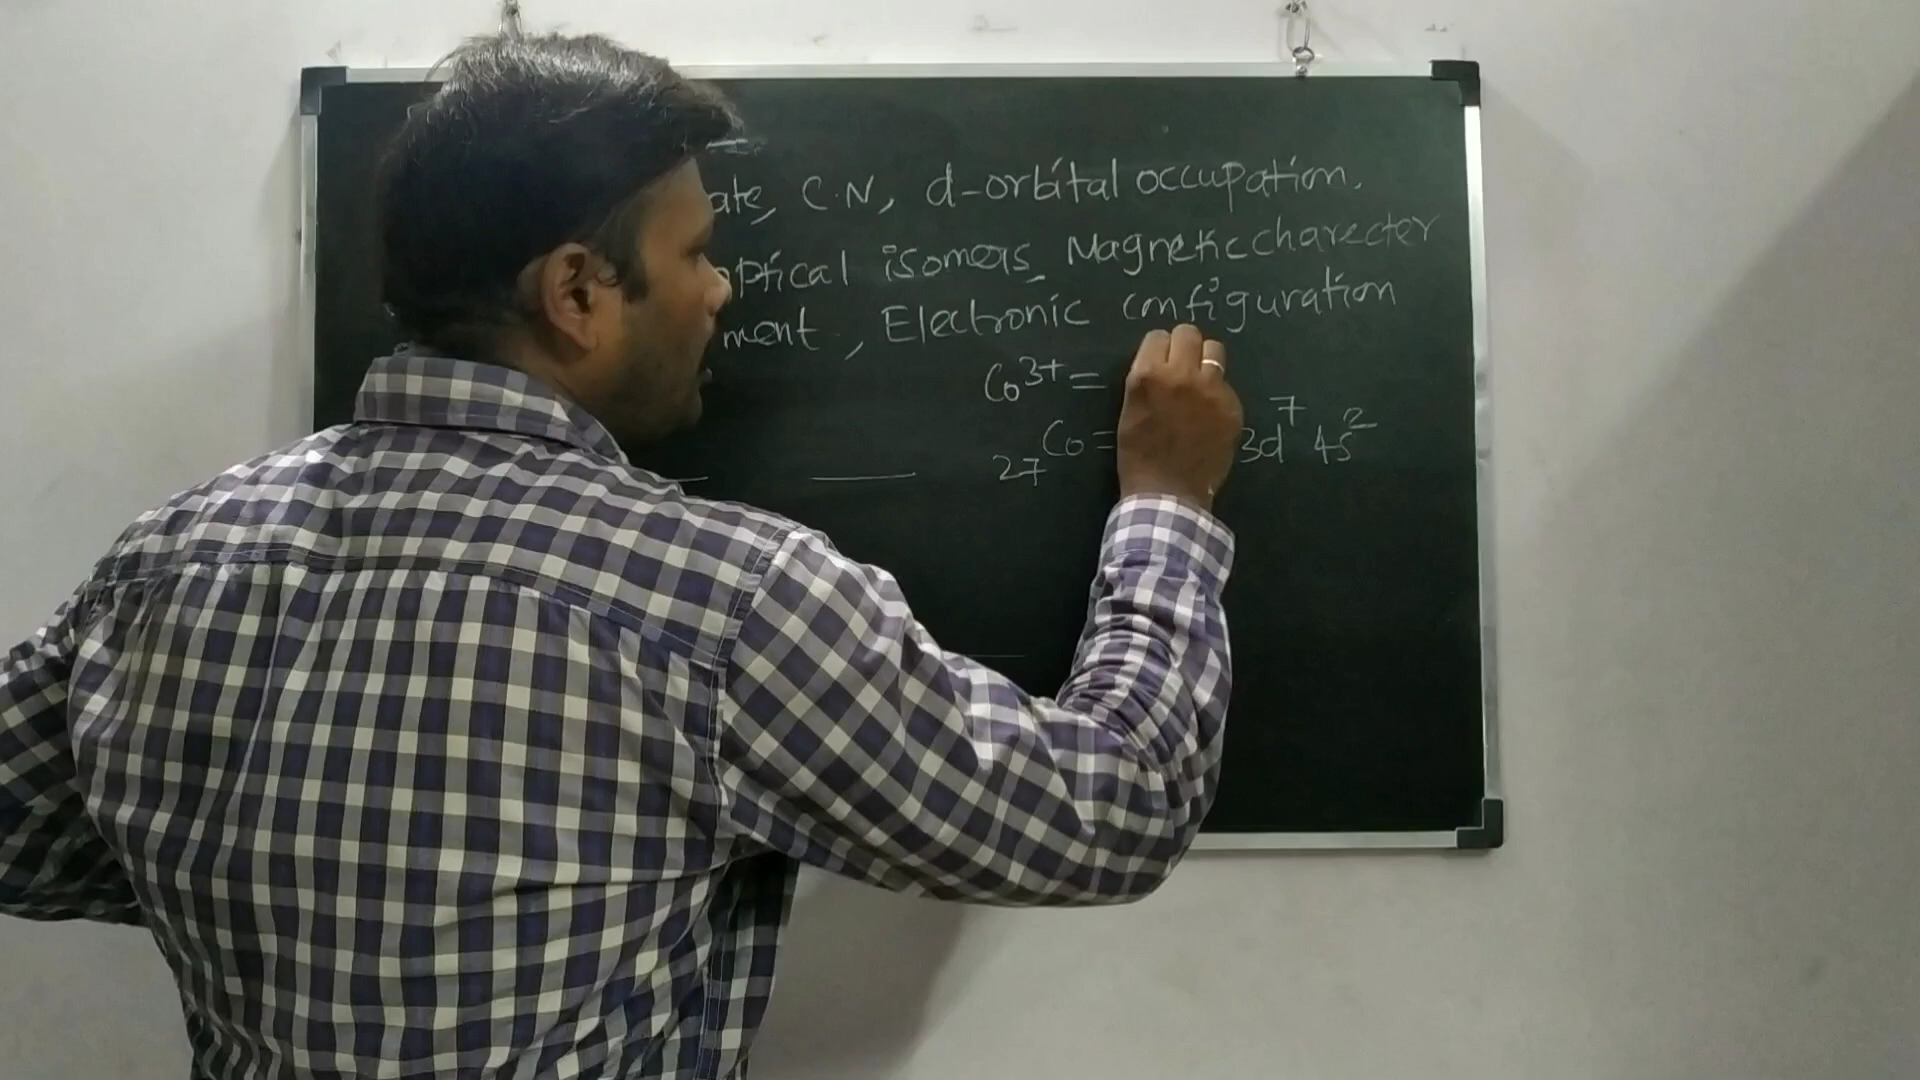 ate, C.N, d-orbital occupation.
optical isomers, Magnetic charecter
ment, Electronic configuration
Co3+ =
27Co = 3d7 4s2